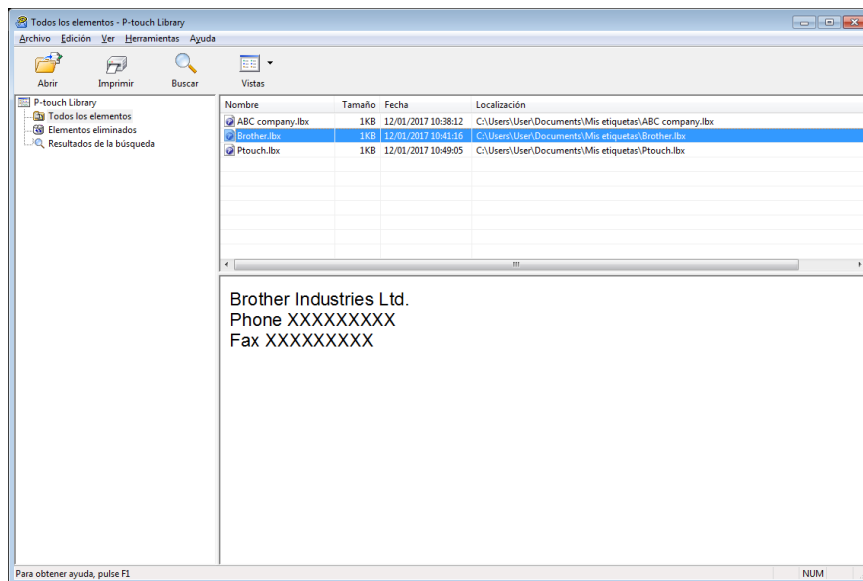 Todos los elementos - P-touch Library
Archivo Edición Ver Herramientas Ayuda
Abrir Imprimir Buscar Vistas
P-touch Library
Todos los elementos
Elementos eliminados
Resultados de la búsqueda
Nombre Tamaño Fecha Localización
ABC company.lbx 1KB 12/01/2017 10:38:12 C:\Users\User\Documents\Mis etiquetas\ABC company.lbx
Brother.lbx 1KB 12/01/2017 10:41:16 C:\Users\User\Documents\Mis etiquetas\Brother.lbx
Ptouch.lbx 1KB 12/01/2017 10:49:05 C:\Users\User\Documents\Mis etiquetas\Ptouch.lbx
Brother Industries Ltd.
Phone XXXXXXXXX
Fax XXXXXXXXX
Para obtener ayuda, pulse F1 NUM